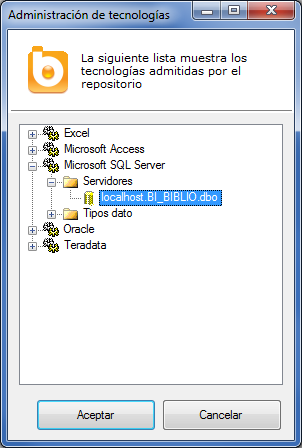 Administración de tecnologías
La siguiente lista muestra los
tecnologías admitidas por el
repositorio
Excel
Microsoft Access
Microsoft SQL Server
Servidores
localhost.BI_BIBLIO.dbo
Tipos dato
Oracle
Teradata
Aceptar
Cancelar